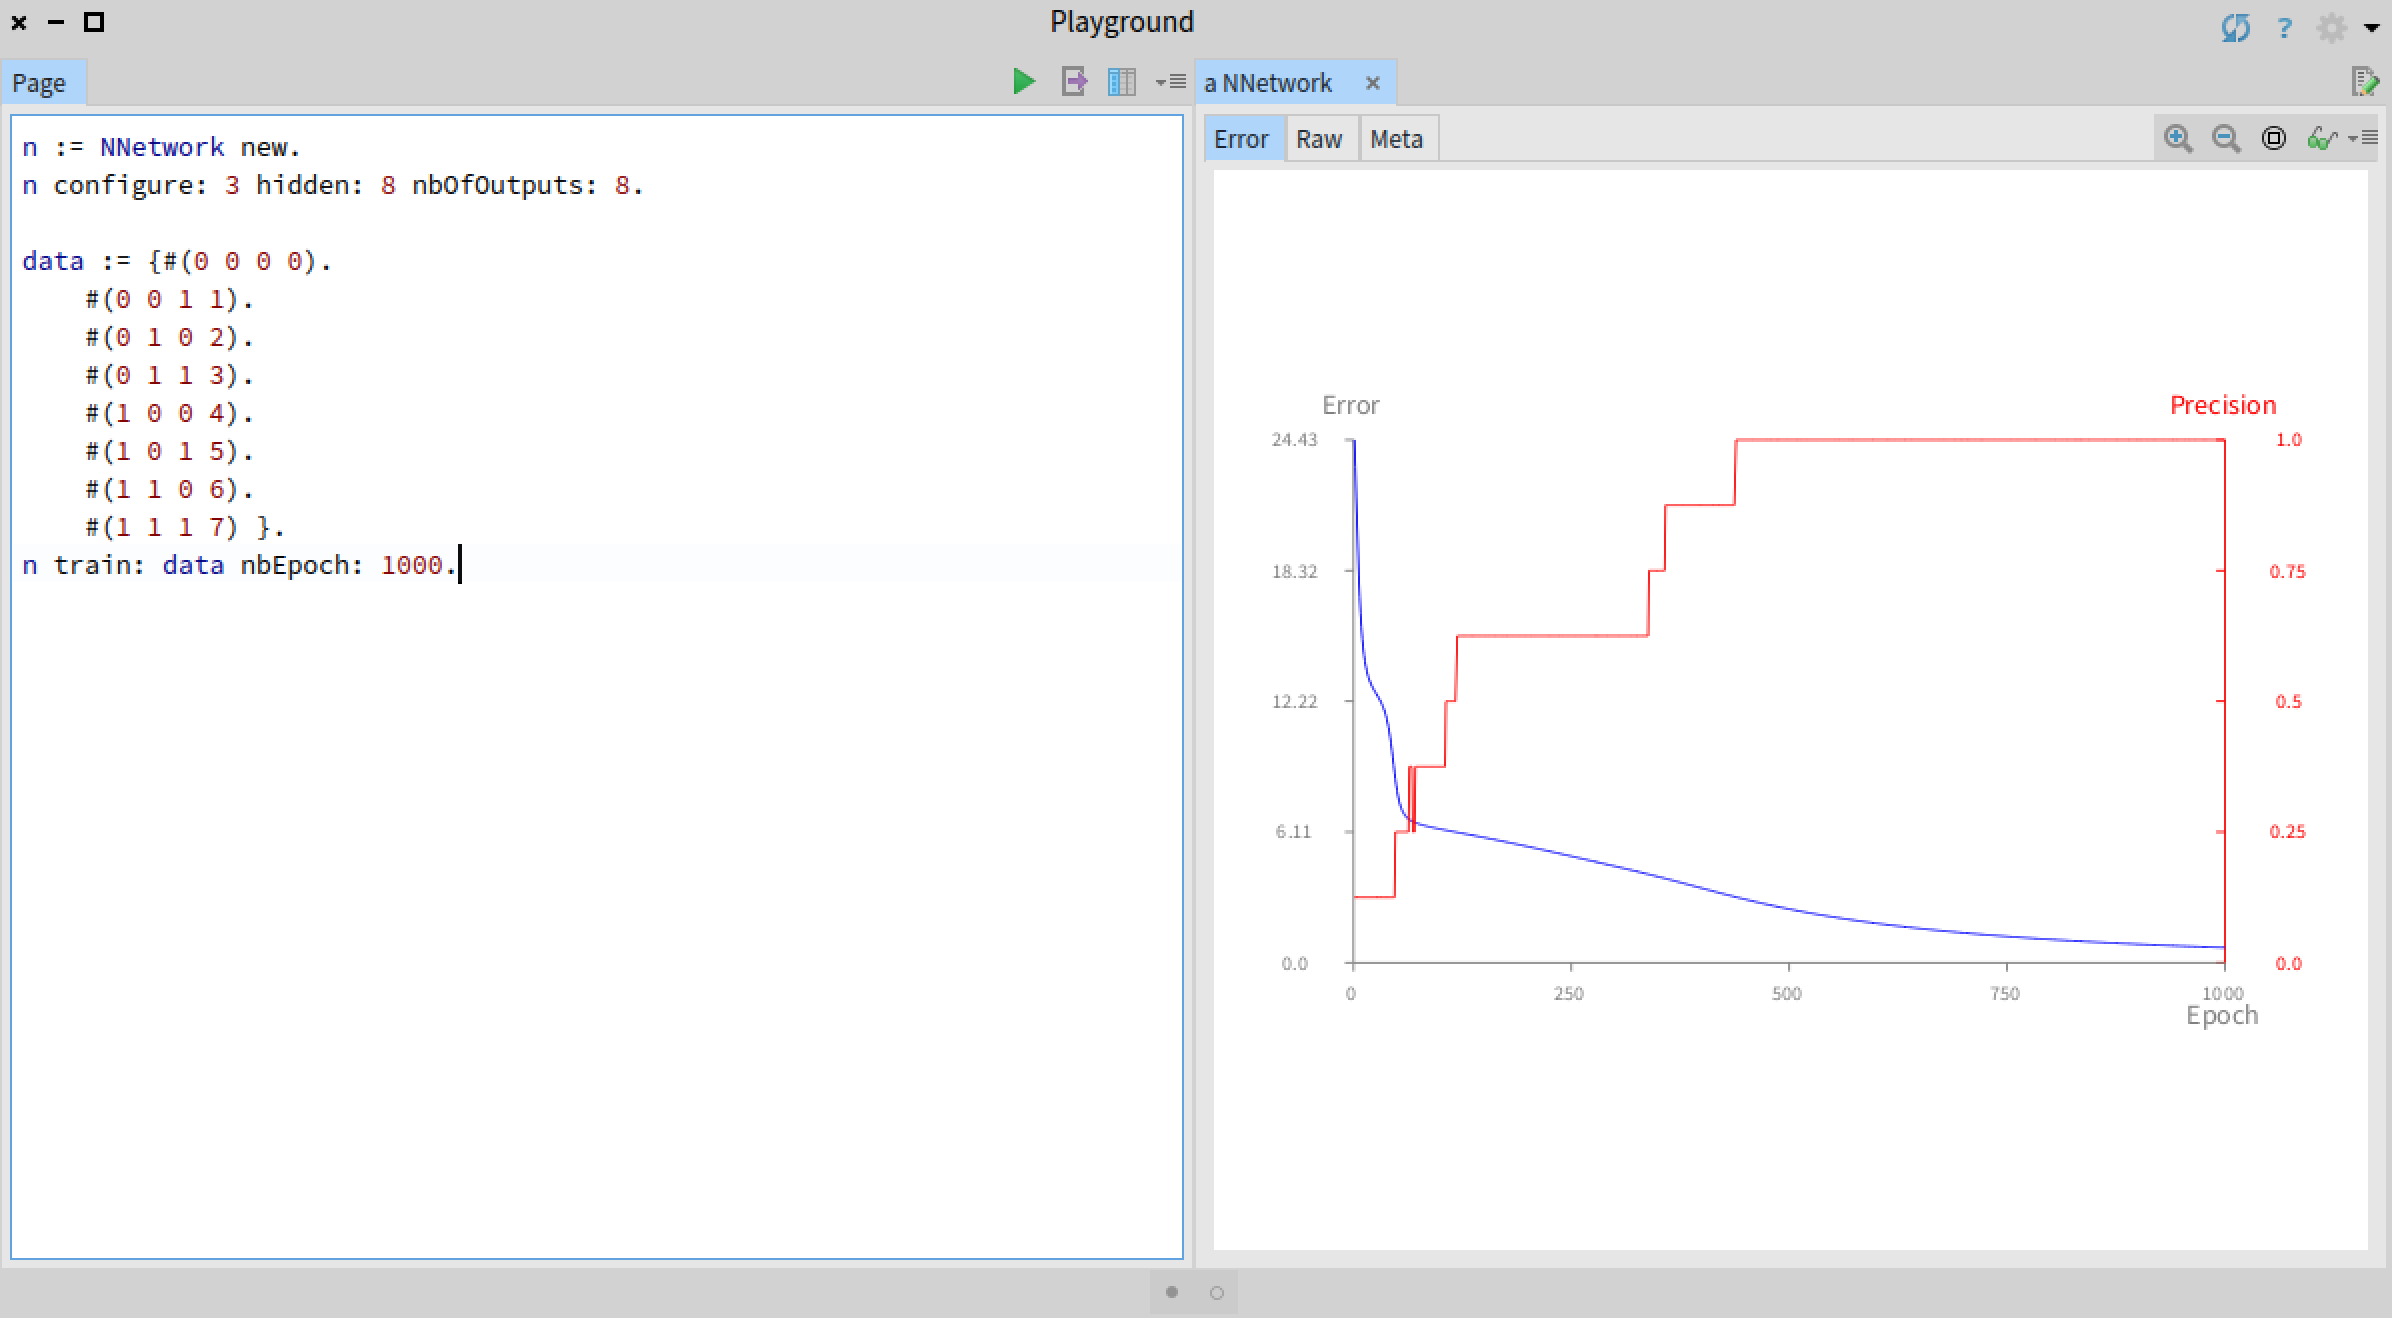 Playground
?
Page
a NNetwork
Error Raw Meta
n := NNetwork new.
n configure: 3 hidden: 8 nbOfOutputs: 8.
data := {#(0 0 0 0).
#(0 0 1 1).
#(0 1 0 2).
#(0 1 1 3).
#(1 0 0 4).
#(1 0 1 5).
#(1 1 0 6).
#(1 1 1 7) }.
n train: data nbEpoch: 1000.
Error Precision
24.43 1.0
18.32 0.75
12.22 0.5
6.11 0.25
0.0 0.0
0 250 500 750 1000
Epoch